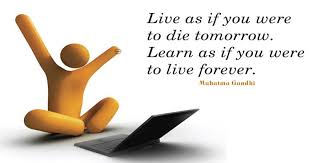 Live as if you were
to die tomorrow.
Learn as if you were
to live forever.
Mahatma Gandhi